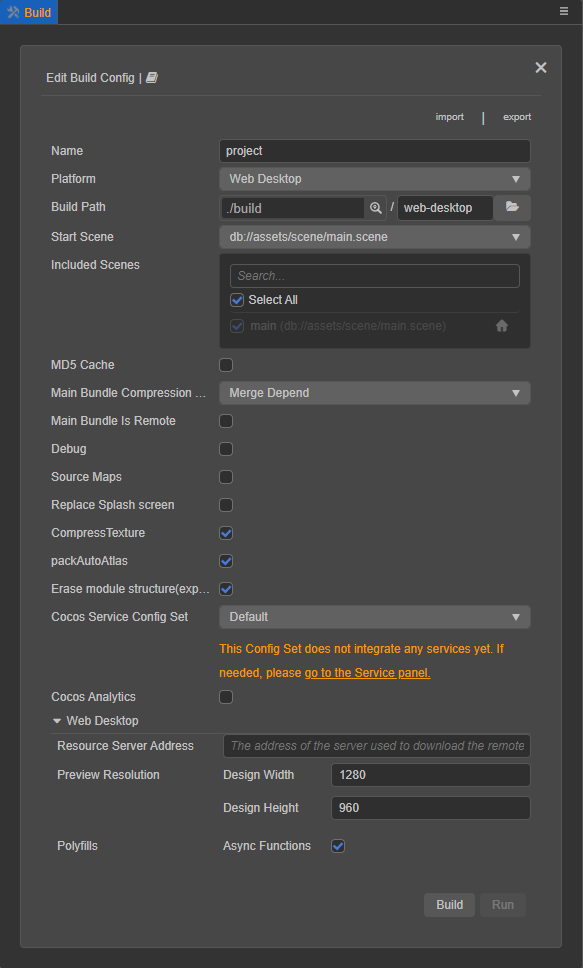 Build
Edit Build Config |
import | export
Name project
Platform Web Desktop
Build Path ./build / web-desktop
Start Scene db://assets/scene/main.scene
Included Scenes
Search...
Select All
main (db://assets/scene/main.scene)
MD5 Cache
Main Bundle Compression ... Merge Depend
Main Bundle Is Remote
Debug
Source Maps
Replace Splash screen
CompressTexture
packAutoAtlas
Erase module structure(exp...
Cocos Service Config Set Default
This Config Set does not integrate any services yet. If
needed, please go to the Service panel.
Cocos Analytics
Web Desktop
Resource Server Address The address of the server used to download the remote
Preview Resolution Design Width 1280
Design Height 960
Polyfills Async Functions
Build Run